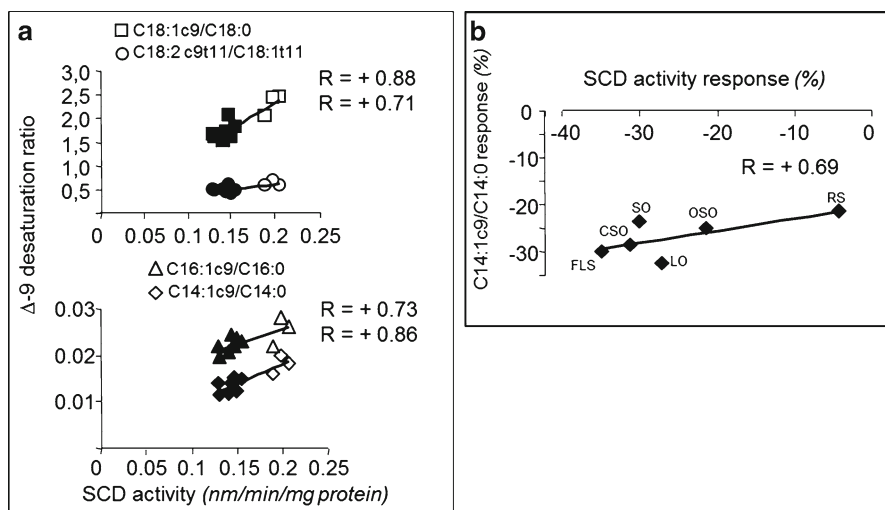 a
C18:1c9/C18:0
C18:2 c9t11/C18:1t11
3,0
2,5
2,0
1,5
1,0
0,5
R = + 0.88
R = + 0.71
0 0.05 0.1 0.15 0.2 0.25
Δ-9 desaturation ratio
C16:1c9/C16:0
C14:1c9/C14:0
0.03
0.02
0.01
R = + 0.73
R = + 0.86
0 0.05 0.1 0.15 0.2 0.25
SCD activity (nm/min/mg protein)
b
C14:1c9/C14:0 response (%)
SCD activity response (%)
-40 -30 -20 -10 0
0
-10
-20
-30
R = + 0.69
RS
SO
OSO
CSO
FLS
LO